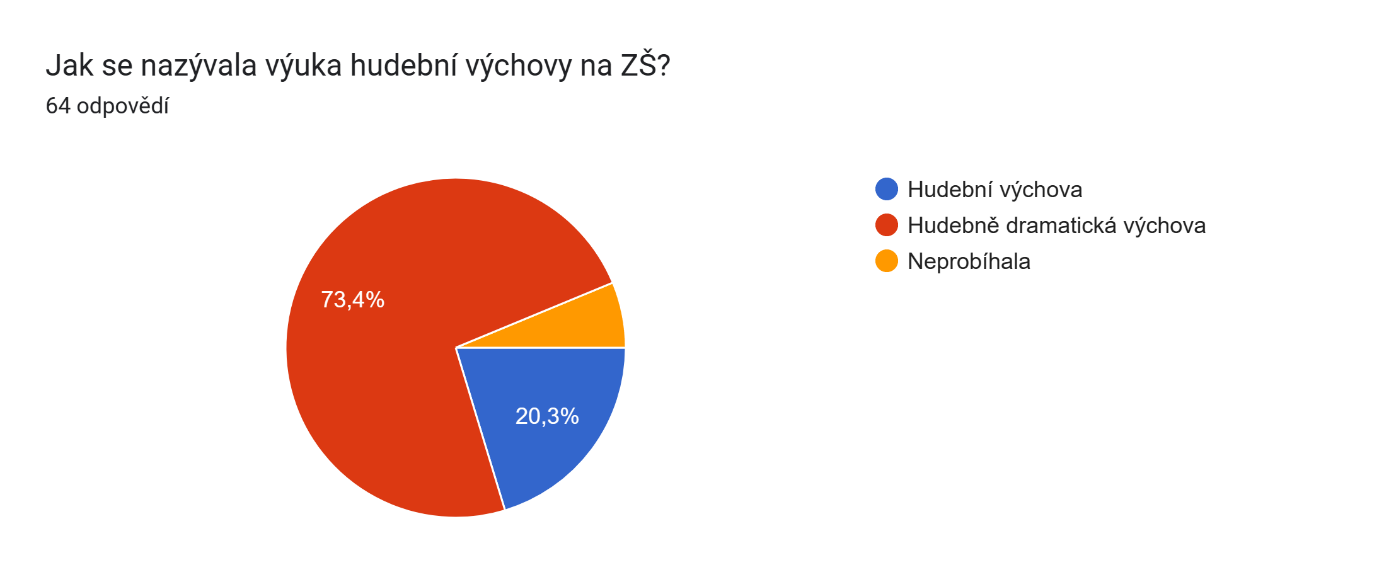 Jak se nazývala výuka hudební výchovy na ZŠ?
64 odpovědí
Hudební výchova
Hudebně dramatická výchova
Neprobíhala
73,4%
20,3%